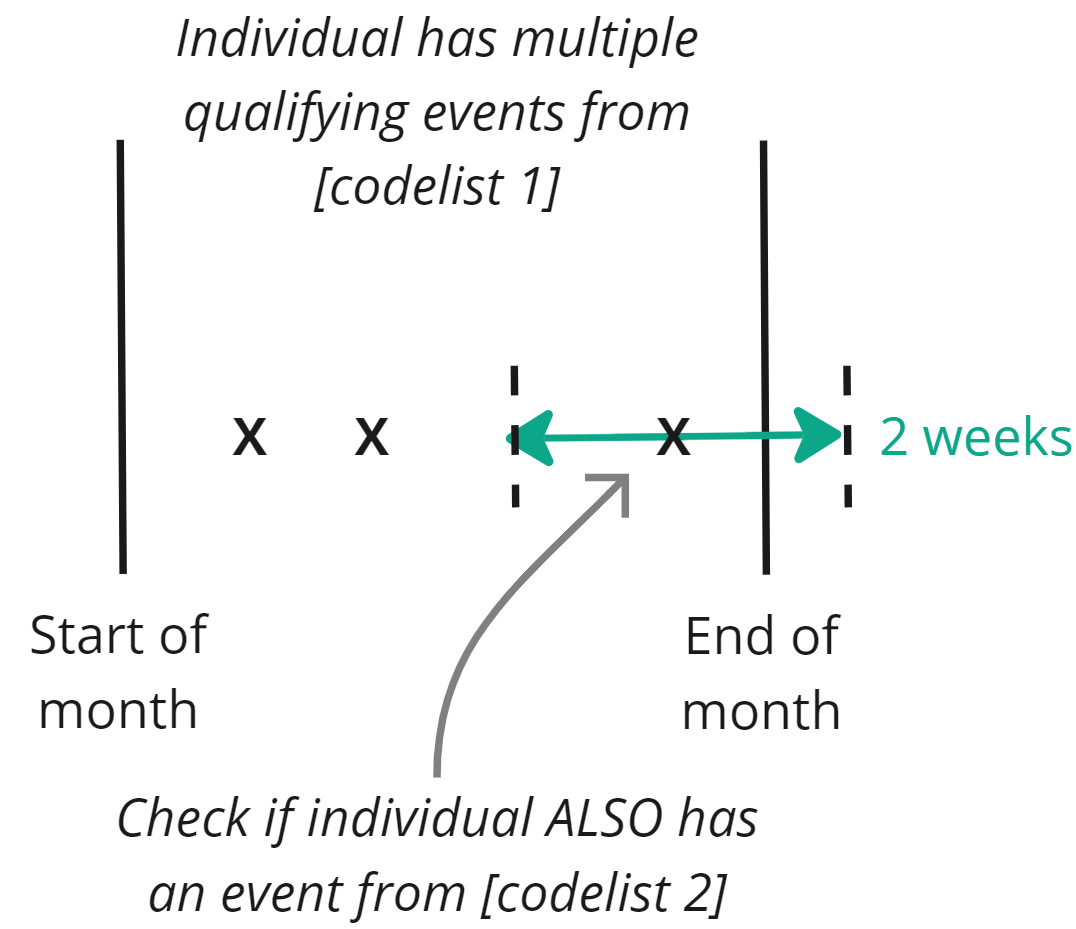 Individual has multiple
qualifying events from
[codelist 1]
X X X
2 weeks
Start of
month
End of
month
Check if individual ALSO has
an event from [codelist 2]